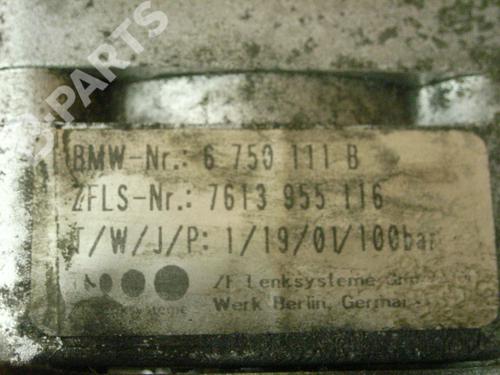 B-PARTS
BMW-Nr.: 6 750 111 B
ZFLS-Nr.: 7613 955 116
T/W/J/P: 1/19/01/100bar
ZF Lenksysteme
Werk Berlin, German